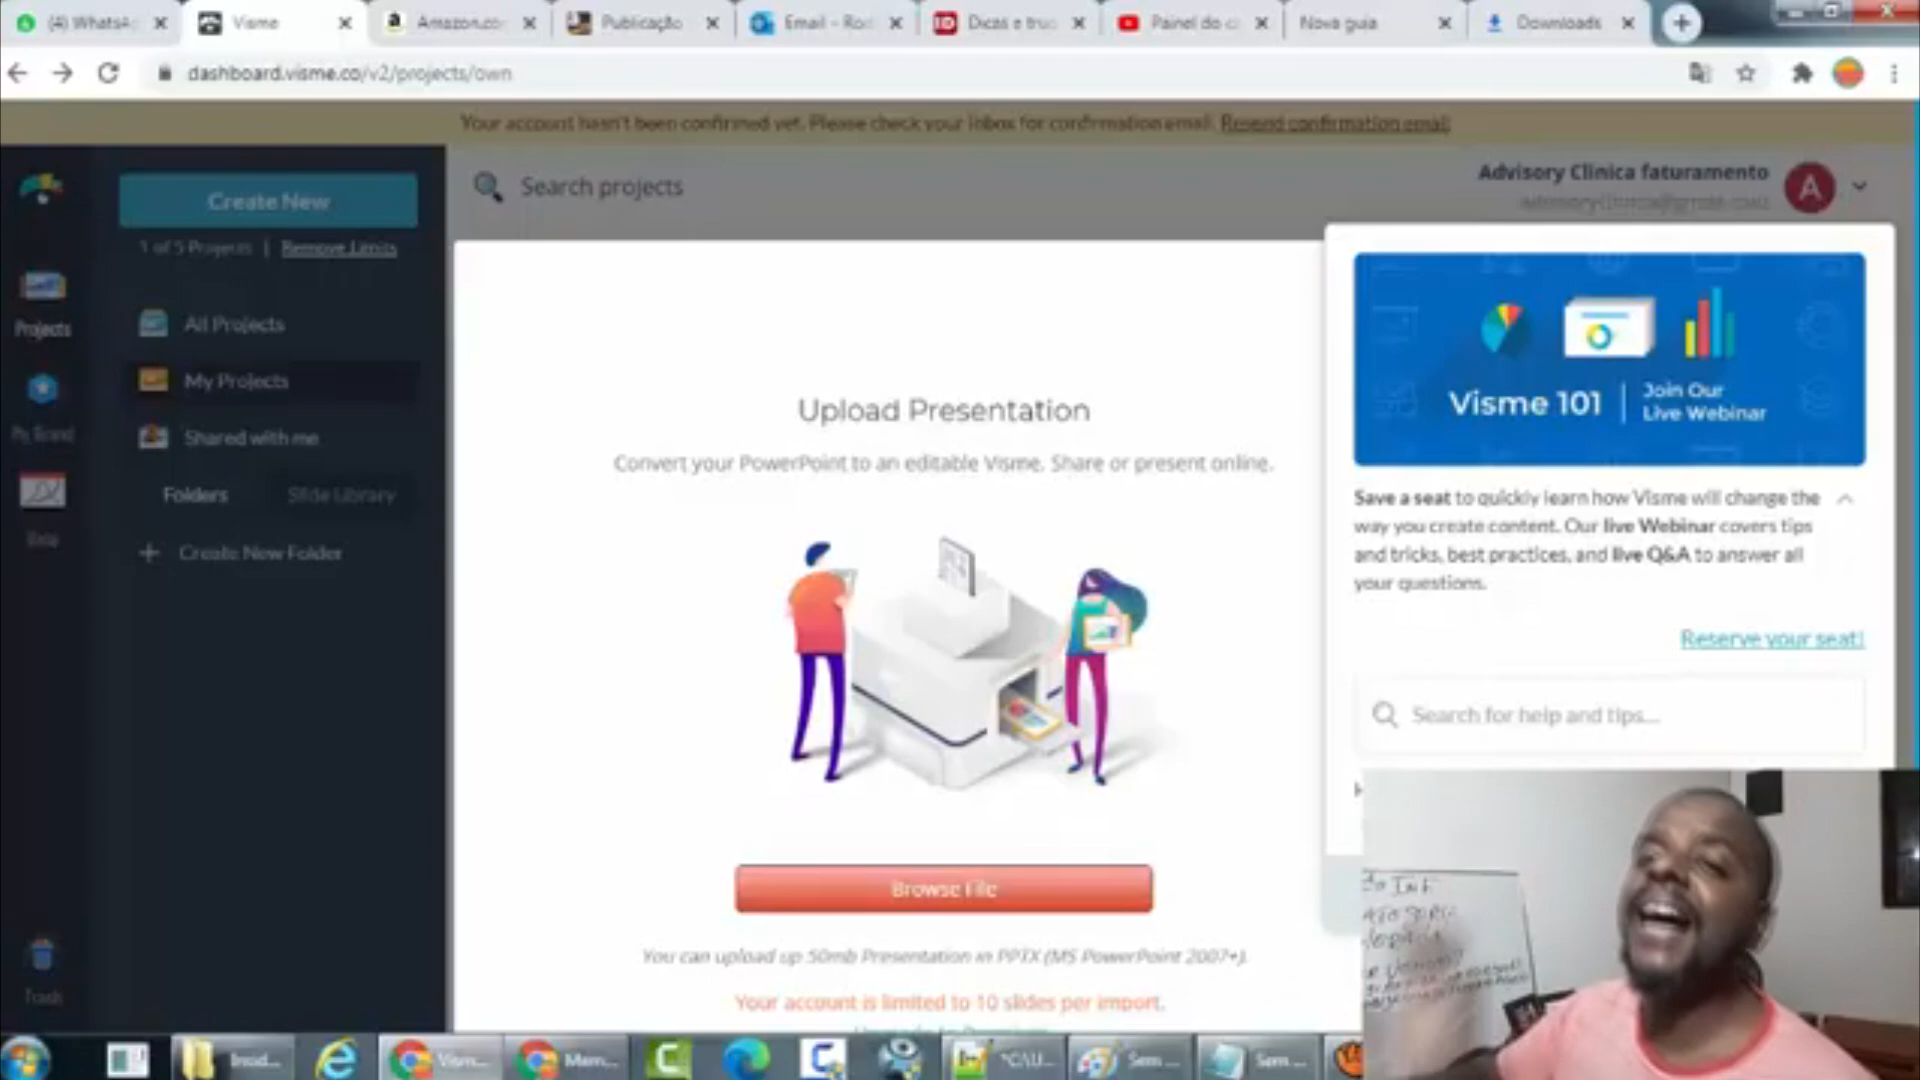 (4) WhatsA
Visme
Amazon.co
Publicação
Email - Ro
Dicas e tru
Painel do c
Nova guia
Downloads
dashboard.visme.co/v2/projects/own
Your account hasn't been confirmed yet. Please check your inbox for confirmation email. Resend confirmation email
Create New
1 of 5 Projects | Remove Limits
Projects
My Brand
All Projects
My Projects
Shared with me
Folders
Slide Library
+ Create New Folder
Trash
Search projects
Advisory Clinica faturamento
A
Upload Presentation
Convert your PowerPoint to an editable Visme. Share or present online.
Browse File
You can upload up 50mb Presentation in PPTX (MS PowerPoint 2007+).
Your account is limited to 10 slides per import.
Visme 101
Join Our
Live Webinar
Save a seat to quickly learn how Visme will change the
way you create content. Our live Webinar covers tips
and tricks, best practices, and live Q&A to answer all
your questions.
Reserve your seat!
Search for help and tips...
Vism...
Sem ...
Sem ...